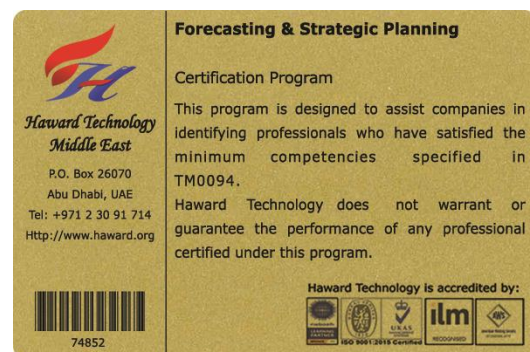 Haward Technology
Middle East
P.O. Box 26070
Abu Dhabi, UAE
Tel: +971 2 30 91 714
Http://www.haward.org
74852
Forecasting & Strategic Planning
Certification Program
This program is designed to assist companies in
identifying professionals who have satisfied the
minimum competencies specified in
TM0094.
Haward Technology does not warrant or
guarantee the performance of any professional
certified under this program.
Haward Technology is accredited by:
UKAS
ilm
RECOGNISED
AWS
ISO 9001:2015 Certified